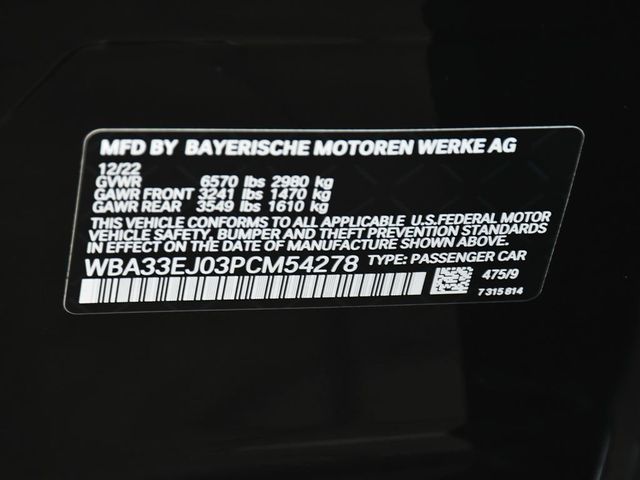 MFD BY BAYERISCHE MOTOREN WERKE AG
12/22
GVWR 6570 lbs 2980 kg
GAWR FRONT 3241 lbs 1470 kg
GAWR REAR 3549 lbs 1610 kg
THIS VEHICLE CONFORMS TO ALL APPLICABLE U.S.FEDERAL MOTOR
VEHICLE SAFETY, BUMPER AND THEFT PREVENTION STANDARDS
IN EFFECT ON THE DATE OF MANUFACTURE SHOWN ABOVE.
WBA33EJ03PCM54278 TYPE: PASSENGER CAR
475/9
7 315 814